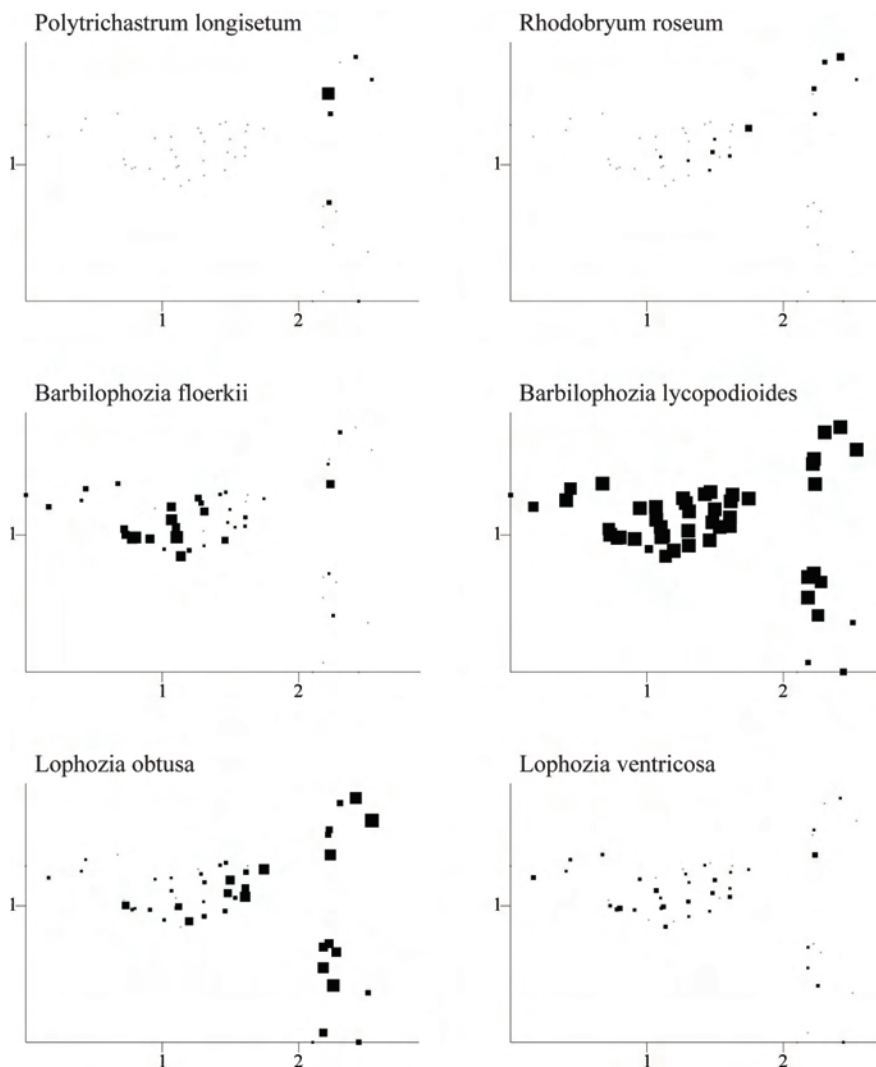 Polytrichastrum longisetum
Rhodobryum roseum
1
1
1 2
1 2
Barbilophozia floerkii
Barbilophozia lycopodioides
1
1
1 2
1 2
Lophozia obtusa
Lophozia ventricosa
1
1
1 2
1 2